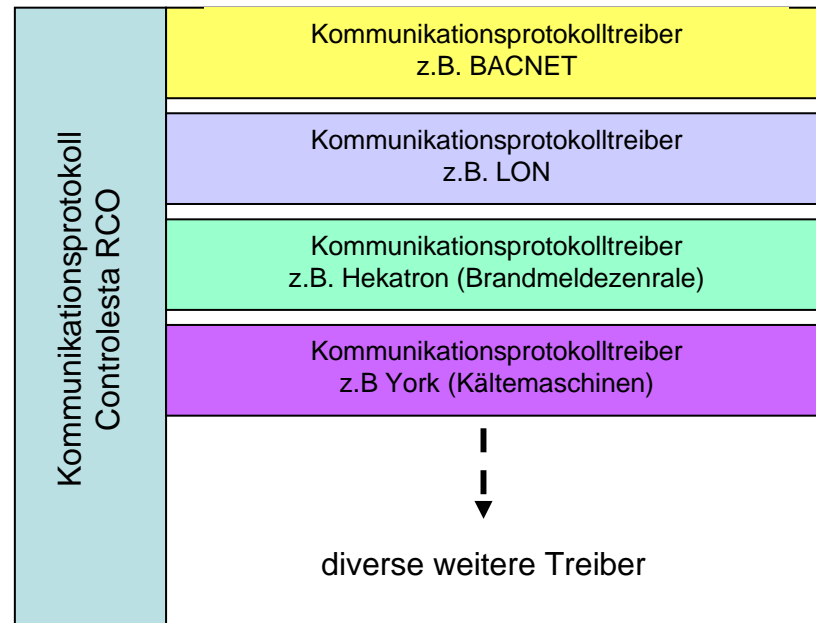 Kommunikationsprotokoll
Controlesta RCO
Kommunikationsprotokolltreiber
z.B. BACNET
Kommunikationsprotokolltreiber
z.B. LON
Kommunikationsprotokolltreiber
z.B. Hekatron (Brandmeldezenrale)
Kommunikationsprotokolltreiber
z.B York (Kältemaschinen)
diverse weitere Treiber